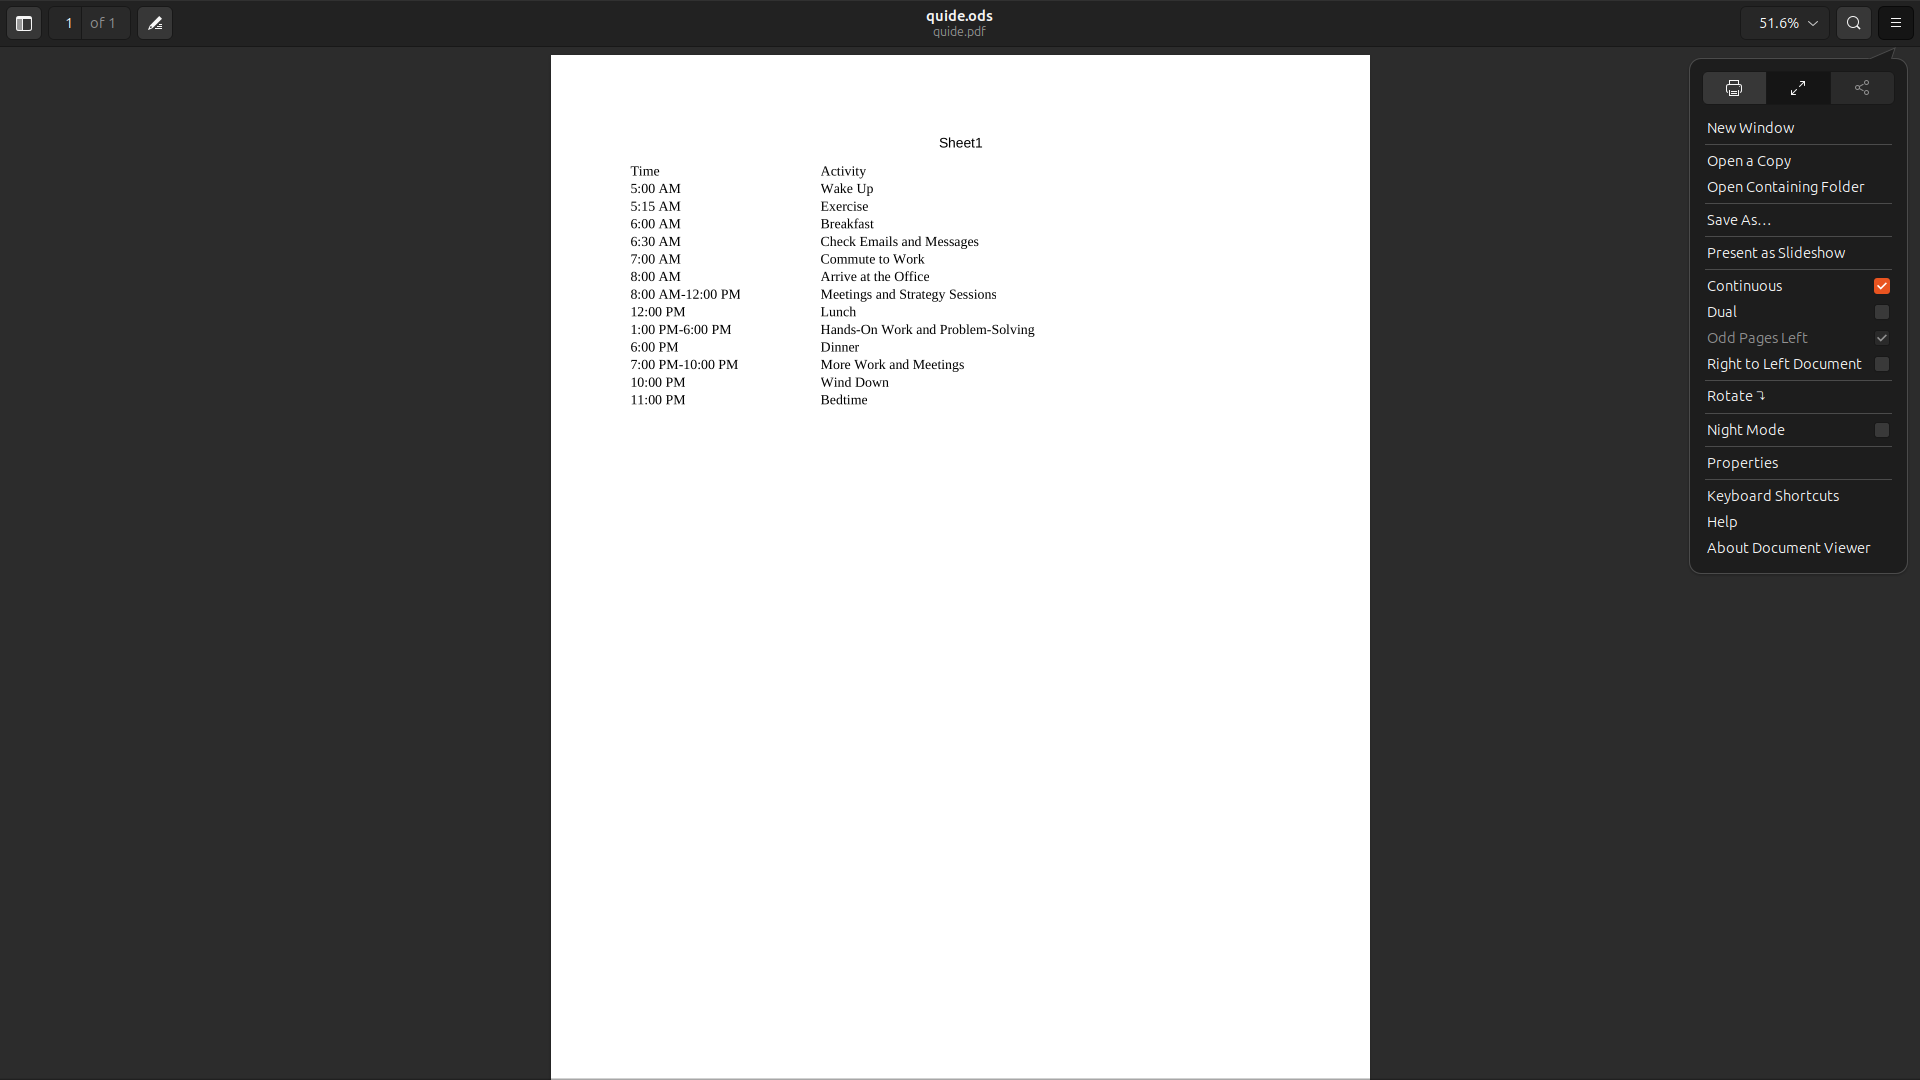 1 of 1
quide.ods
quide.pdf
51.6%
Sheet1
Time Activity
5:00 AM Wake Up
5:15 AM Exercise
6:00 AM Breakfast
6:30 AM Check Emails and Messages
7:00 AM Commute to Work
8:00 AM Arrive at the Office
8:00 AM-12:00 PM Meetings and Strategy Sessions
12:00 PM Lunch
1:00 PM-6:00 PM Hands-On Work and Problem-Solving
6:00 PM Dinner
7:00 PM-10:00 PM More Work and Meetings
10:00 PM Wind Down
11:00 PM Bedtime
New Window
Open a Copy
Open Containing Folder
Save As…
Present as Slideshow
Continuous
Dual
Odd Pages Left
Right to Left Document
Rotate ⤵
Night Mode
Properties
Keyboard Shortcuts
Help
About Document Viewer